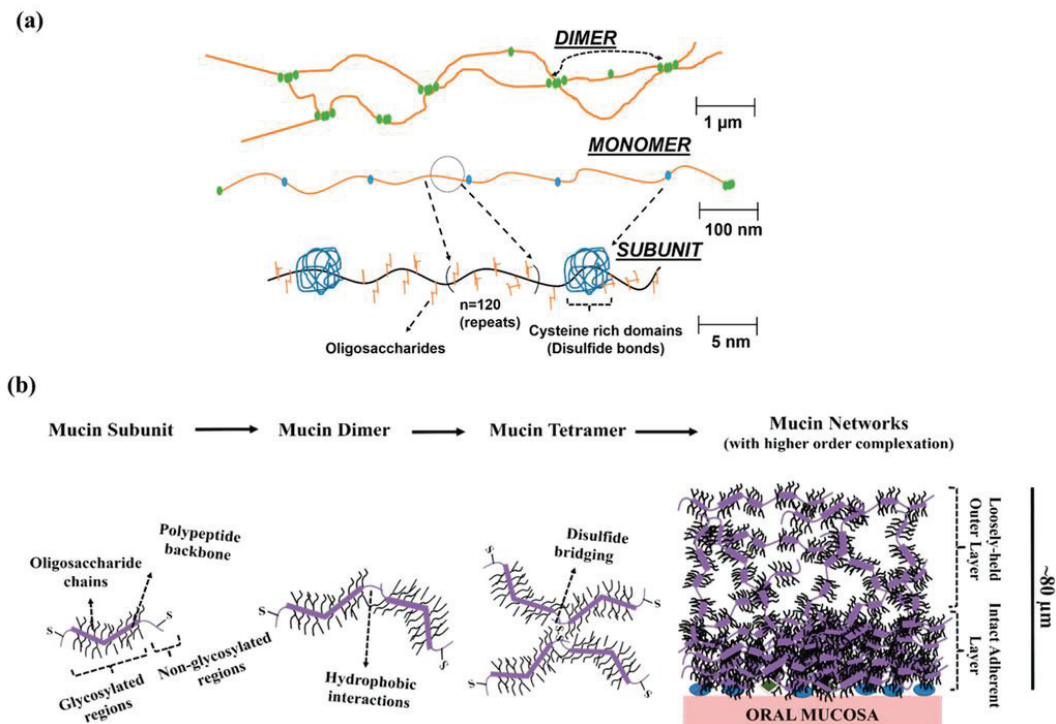 (a)
DIMER
1 µm
MONOMER
100 nm
SUBUNIT
n=120
(repeats)
Oligosaccharides
Cysteine rich domains
(Disulfide bonds)
5 nm
(b)
Mucin Subunit
Mucin Dimer
Mucin Tetramer
Mucin Networks
(with higher order complexation)
Polypeptide
backbone
Oligosaccharide
chains
S
S
Glycosylated
regions
Non-glycosylated
regions
S
S
Hydrophobic
interactions
Disulfide
bridging
S
S
S
S
Loosely-held
Outer Layer
Intact Adherent
Layer
~80 µm
ORAL MUCOSA